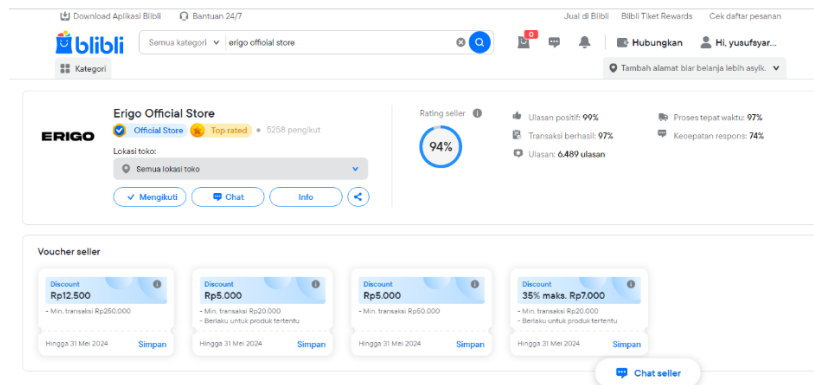 Download Aplikasi Blibli Bantuan 24/7 Jual di Blibli Blibli Tiket Rewards Cek daftar pesanan
blibli Semua kategori erigo official store 0 Hubungkan Hi, yusufsyar...
Kategori Tambah alamat biar belanja lebih asyik.
ERIGO
Erigo Official Store
Official Store Top rated 5258 pengikut
Lokasi toko:
Semua lokasi toko
Mengikuti Chat Info
Rating seller
94%
Ulasan positif: 99%
Transaksi berhasil: 97%
Ulasan: 6.489 ulasan
Proses tepat waktu: 97%
Kecepatan respons: 74%
Voucher seller
Discount
Rp12.500
- Min. transaksi Rp250.000
Hingga 31 Mei 2024 Simpan
Discount
Rp5.000
- Min. transaksi Rp20.000
- Berlaku untuk produk tertentu
Hingga 31 Mei 2024 Simpan
Discount
Rp5.000
- Min. transaksi Rp50.000
Hingga 31 Mei 2024 Simpan
Discount
35% maks. Rp7.000
- Min. transaksi Rp20.000
- Berlaku untuk produk tertentu
Hingga 31 Mei 2024 Simpan
Chat seller